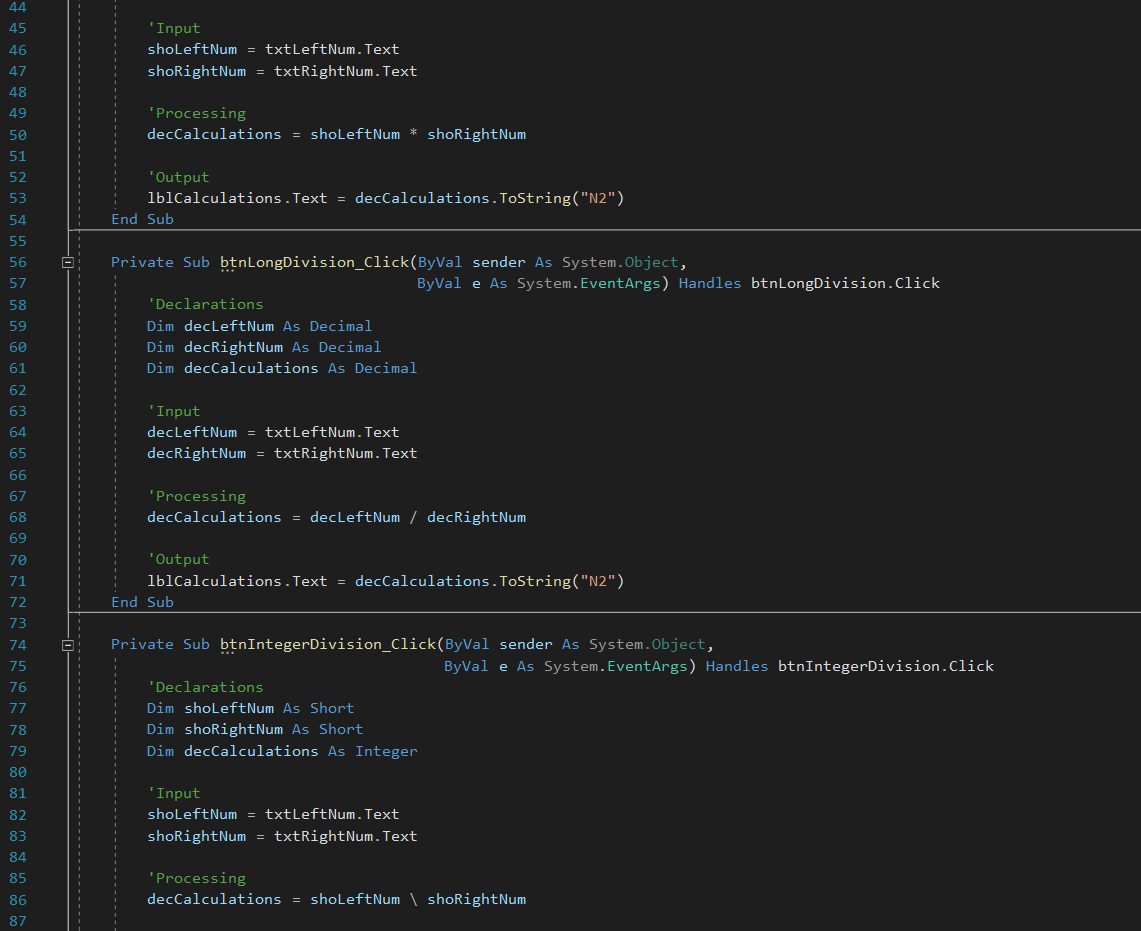 44
45 'Input
46 shoLeftNum = txtLeftNum.Text
47 shoRightNum = txtRightNum.Text
48
49 'Processing
50 decCalculations = shoLeftNum * shoRightNum
51
52 'Output
53 lblCalculations.Text = decCalculations.ToString("N2")
54 End Sub
55
56 Private Sub btnLongDivision_Click(ByVal sender As System.Object,
57 ByVal e As System.EventArgs) Handles btnLongDivision.Click
58 'Declarations
59 Dim decLeftNum As Decimal
60 Dim decRightNum As Decimal
61 Dim decCalculations As Decimal
62
63 'Input
64 decLeftNum = txtLeftNum.Text
65 decRightNum = txtRightNum.Text
66
67 'Processing
68 decCalculations = decLeftNum / decRightNum
69
70 'Output
71 lblCalculations.Text = decCalculations.ToString("N2")
72 End Sub
73
74 Private Sub btnIntegerDivision_Click(ByVal sender As System.Object,
75 ByVal e As System.EventArgs) Handles btnIntegerDivision.Click
76 'Declarations
77 Dim shoLeftNum As Short
78 Dim shoRightNum As Short
79 Dim decCalculations As Integer
80
81 'Input
82 shoLeftNum = txtLeftNum.Text
83 shoRightNum = txtRightNum.Text
84
85 'Processing
86 decCalculations = shoLeftNum \ shoRightNum
87